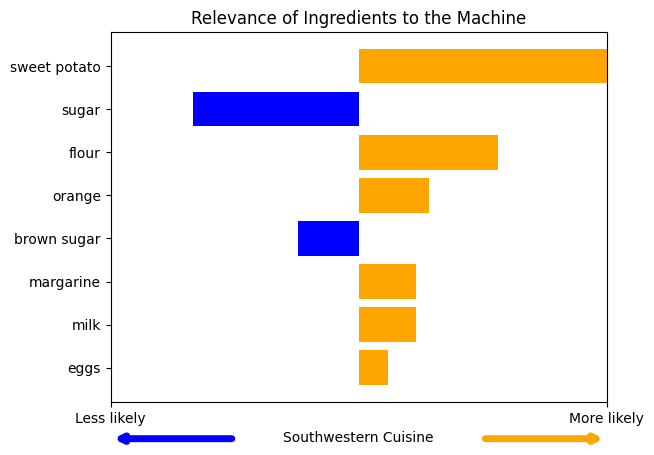 Relevance of Ingredients to the Machine
sweet potato
sugar
flour
orange
brown sugar
margarine
milk
eggs
Less likely
More likely
Southwestern Cuisine